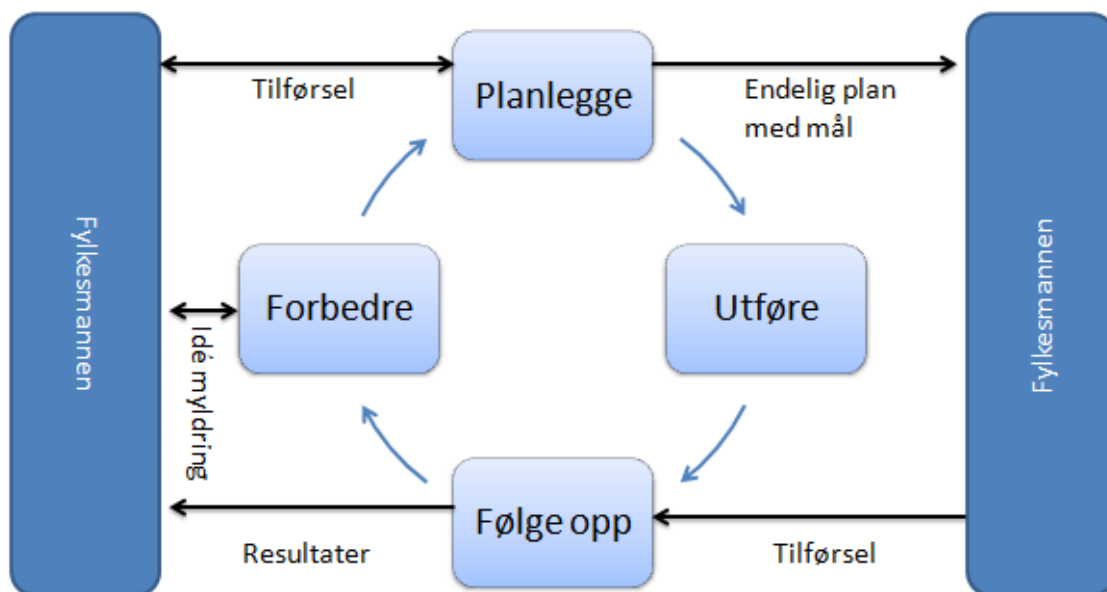 Planlegge
Tilførsel
Endelig plan
med mål
Fylkesmannen
Forbedre
Utføre
Fylkesmannen
Idé myldring
Følge opp
Resultater
Tilførsel